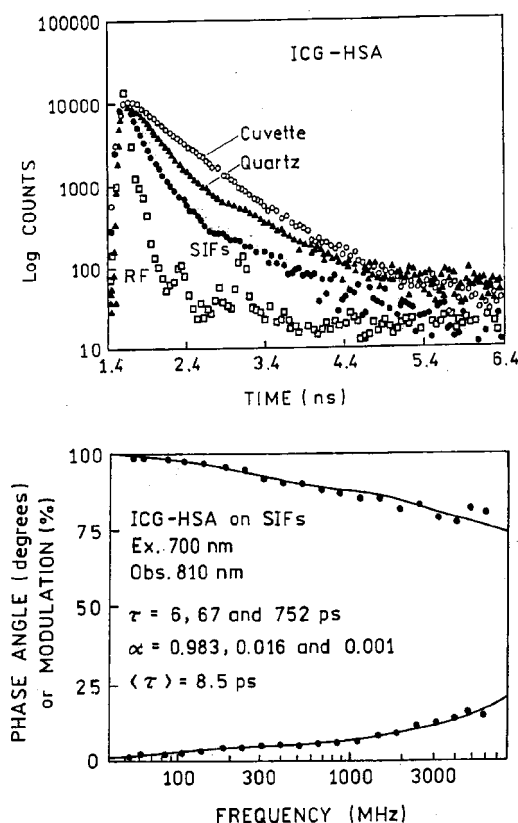 ICG-HSA
100000
10000
1000
100
10
Log COUNTS
Cuvette
Quartz
SIFs
RF
1.4 2.4 3.4 4.4 5.4 6.4
TIME (ns)
100
75
50
25
0
PHASE ANGLE (degrees)
or MODULATION (%)
ICG-HSA on SIFs
Ex. 700 nm
Obs. 810 nm
τ = 6, 67 and 752 ps
α = 0.983, 0.016 and 0.001
⟨τ⟩ = 8.5 ps
100 300 1000 3000
FREQUENCY (MHz)